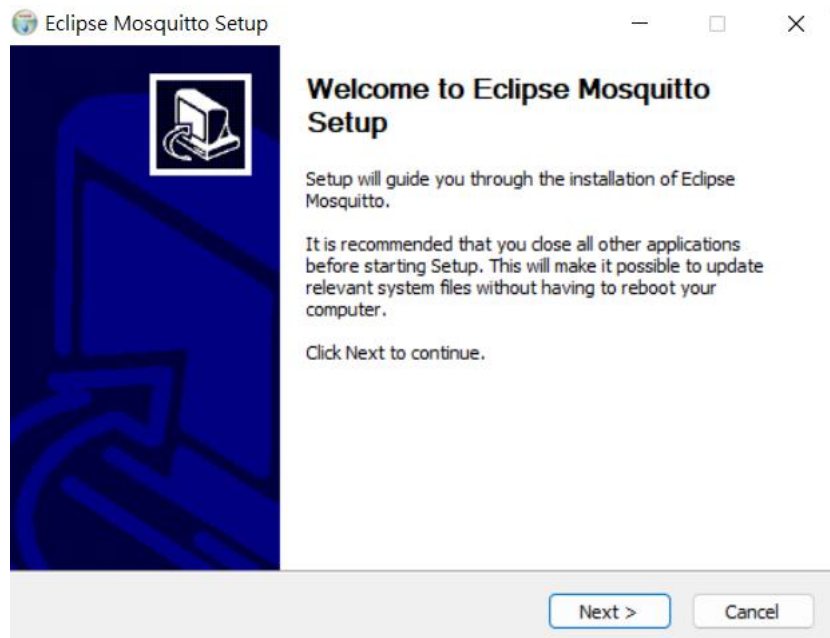 Eclipse Mosquitto Setup
Welcome to Eclipse Mosquitto
Setup
Setup will guide you through the installation of Eclipse
Mosquitto.
It is recommended that you close all other applications
before starting Setup. This will make it possible to update
relevant system files without having to reboot your
computer.
Click Next to continue.
Next >
Cancel